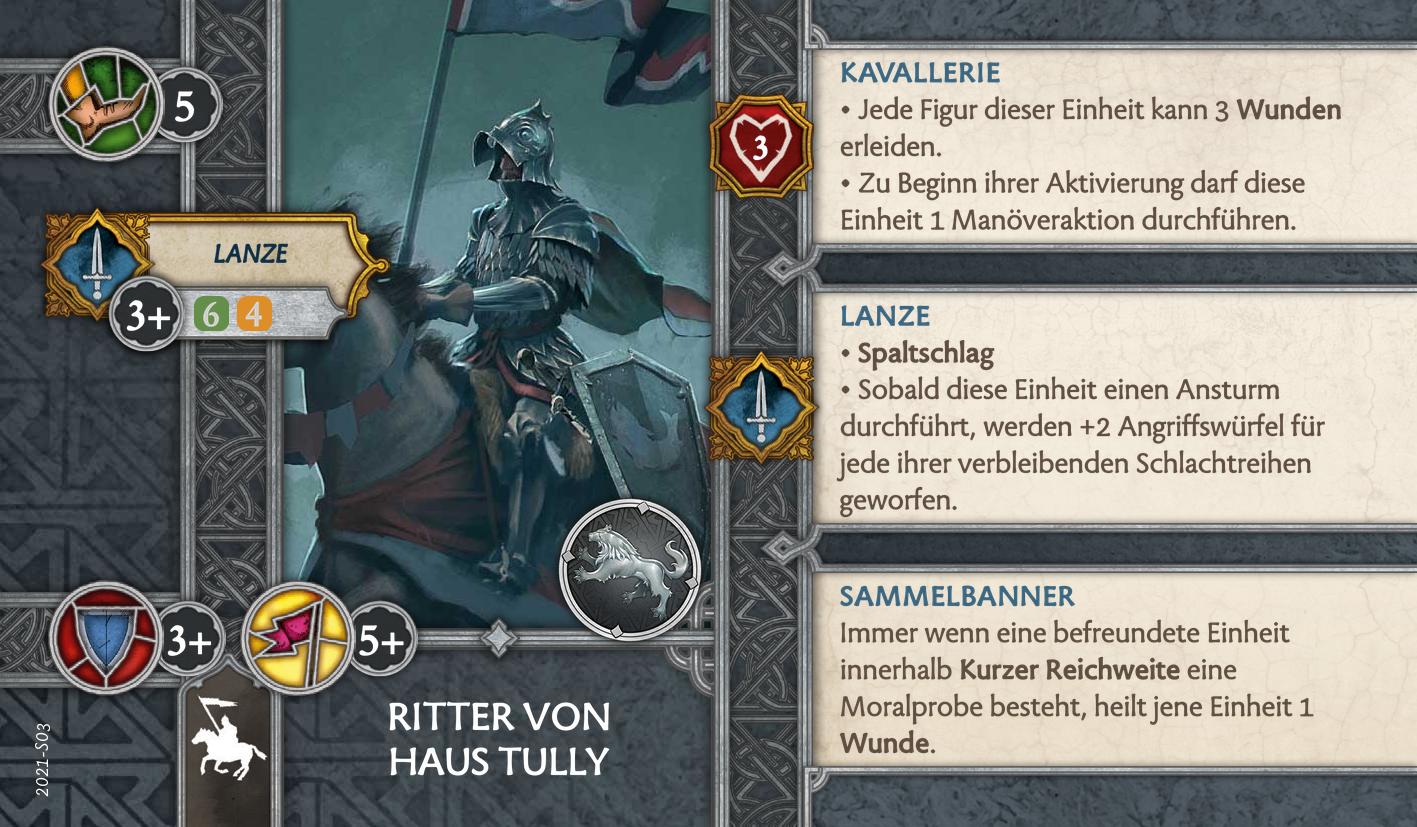 5
LANZE
3+
6 4
3+
5+
RITTER VON
HAUS TULLY
2021-S03
3
KAVALLERIE
• Jede Figur dieser Einheit kann 3 Wunden
erleiden.
• Zu Beginn ihrer Aktivierung darf diese
Einheit 1 Manöveraktion durchführen.
LANZE
• Spaltschlag
• Sobald diese Einheit einen Ansturm
durchführt, werden +2 Angriffswürfel für
jede ihrer verbleibenden Schlachtreihen
geworfen.
SAMMELBANNER
Immer wenn eine befreundete Einheit
innerhalb Kurzer Reichweite eine
Moralprobe besteht, heilt jene Einheit 1
Wunde.